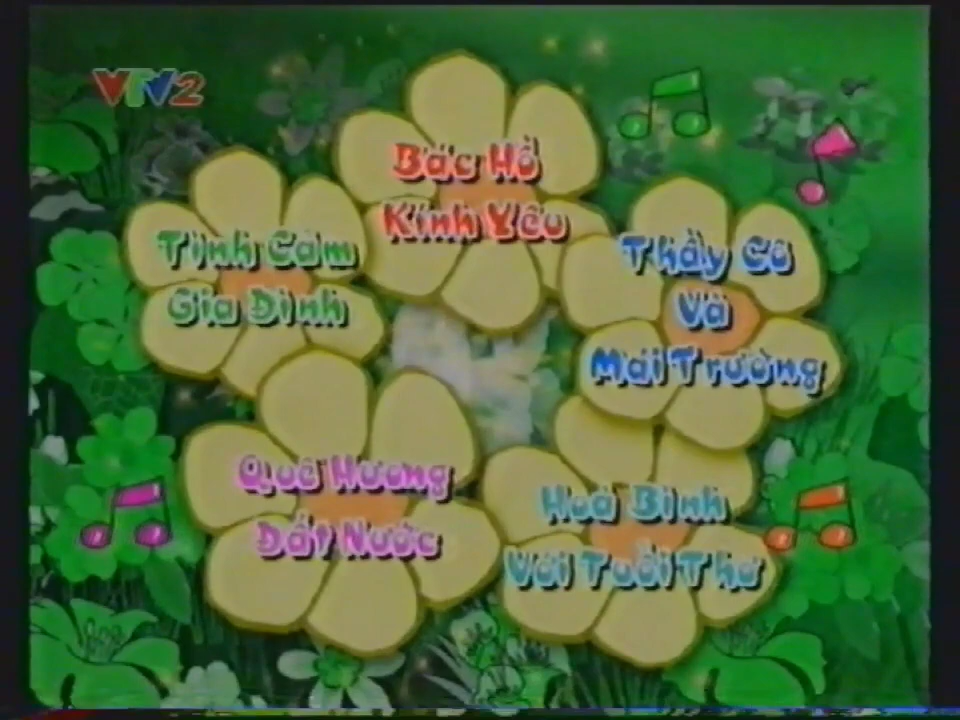 VTV2
Bác Hồ
Kính Yêu
Tình Cảm
Gia Đình
Thầy Cô
Và
Mái Trường
Quê Hương
Đất Nước
Hoà Bình
Với Tuổi Thơ